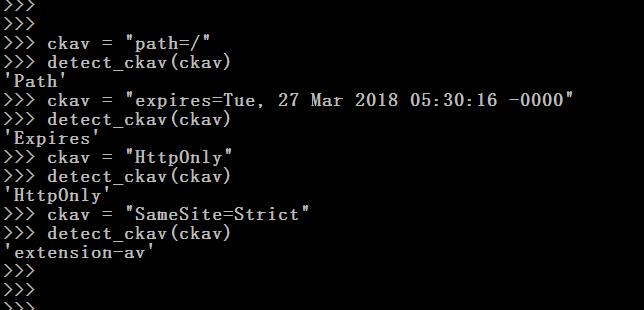 >>>
>>>
>>> ckav = "path=/"
>>> detect_ckav(ckav)
'Path'
>>> ckav = "expires=Tue, 27 Mar 2018 05:30:16 -0000"
>>> detect_ckav(ckav)
'Expires'
>>> ckav = "HttpOnly"
>>> detect_ckav(ckav)
'HttpOnly'
>>> ckav = "SameSite=Strict"
>>> detect_ckav(ckav)
'extension-av'
>>>
>>>
>>>